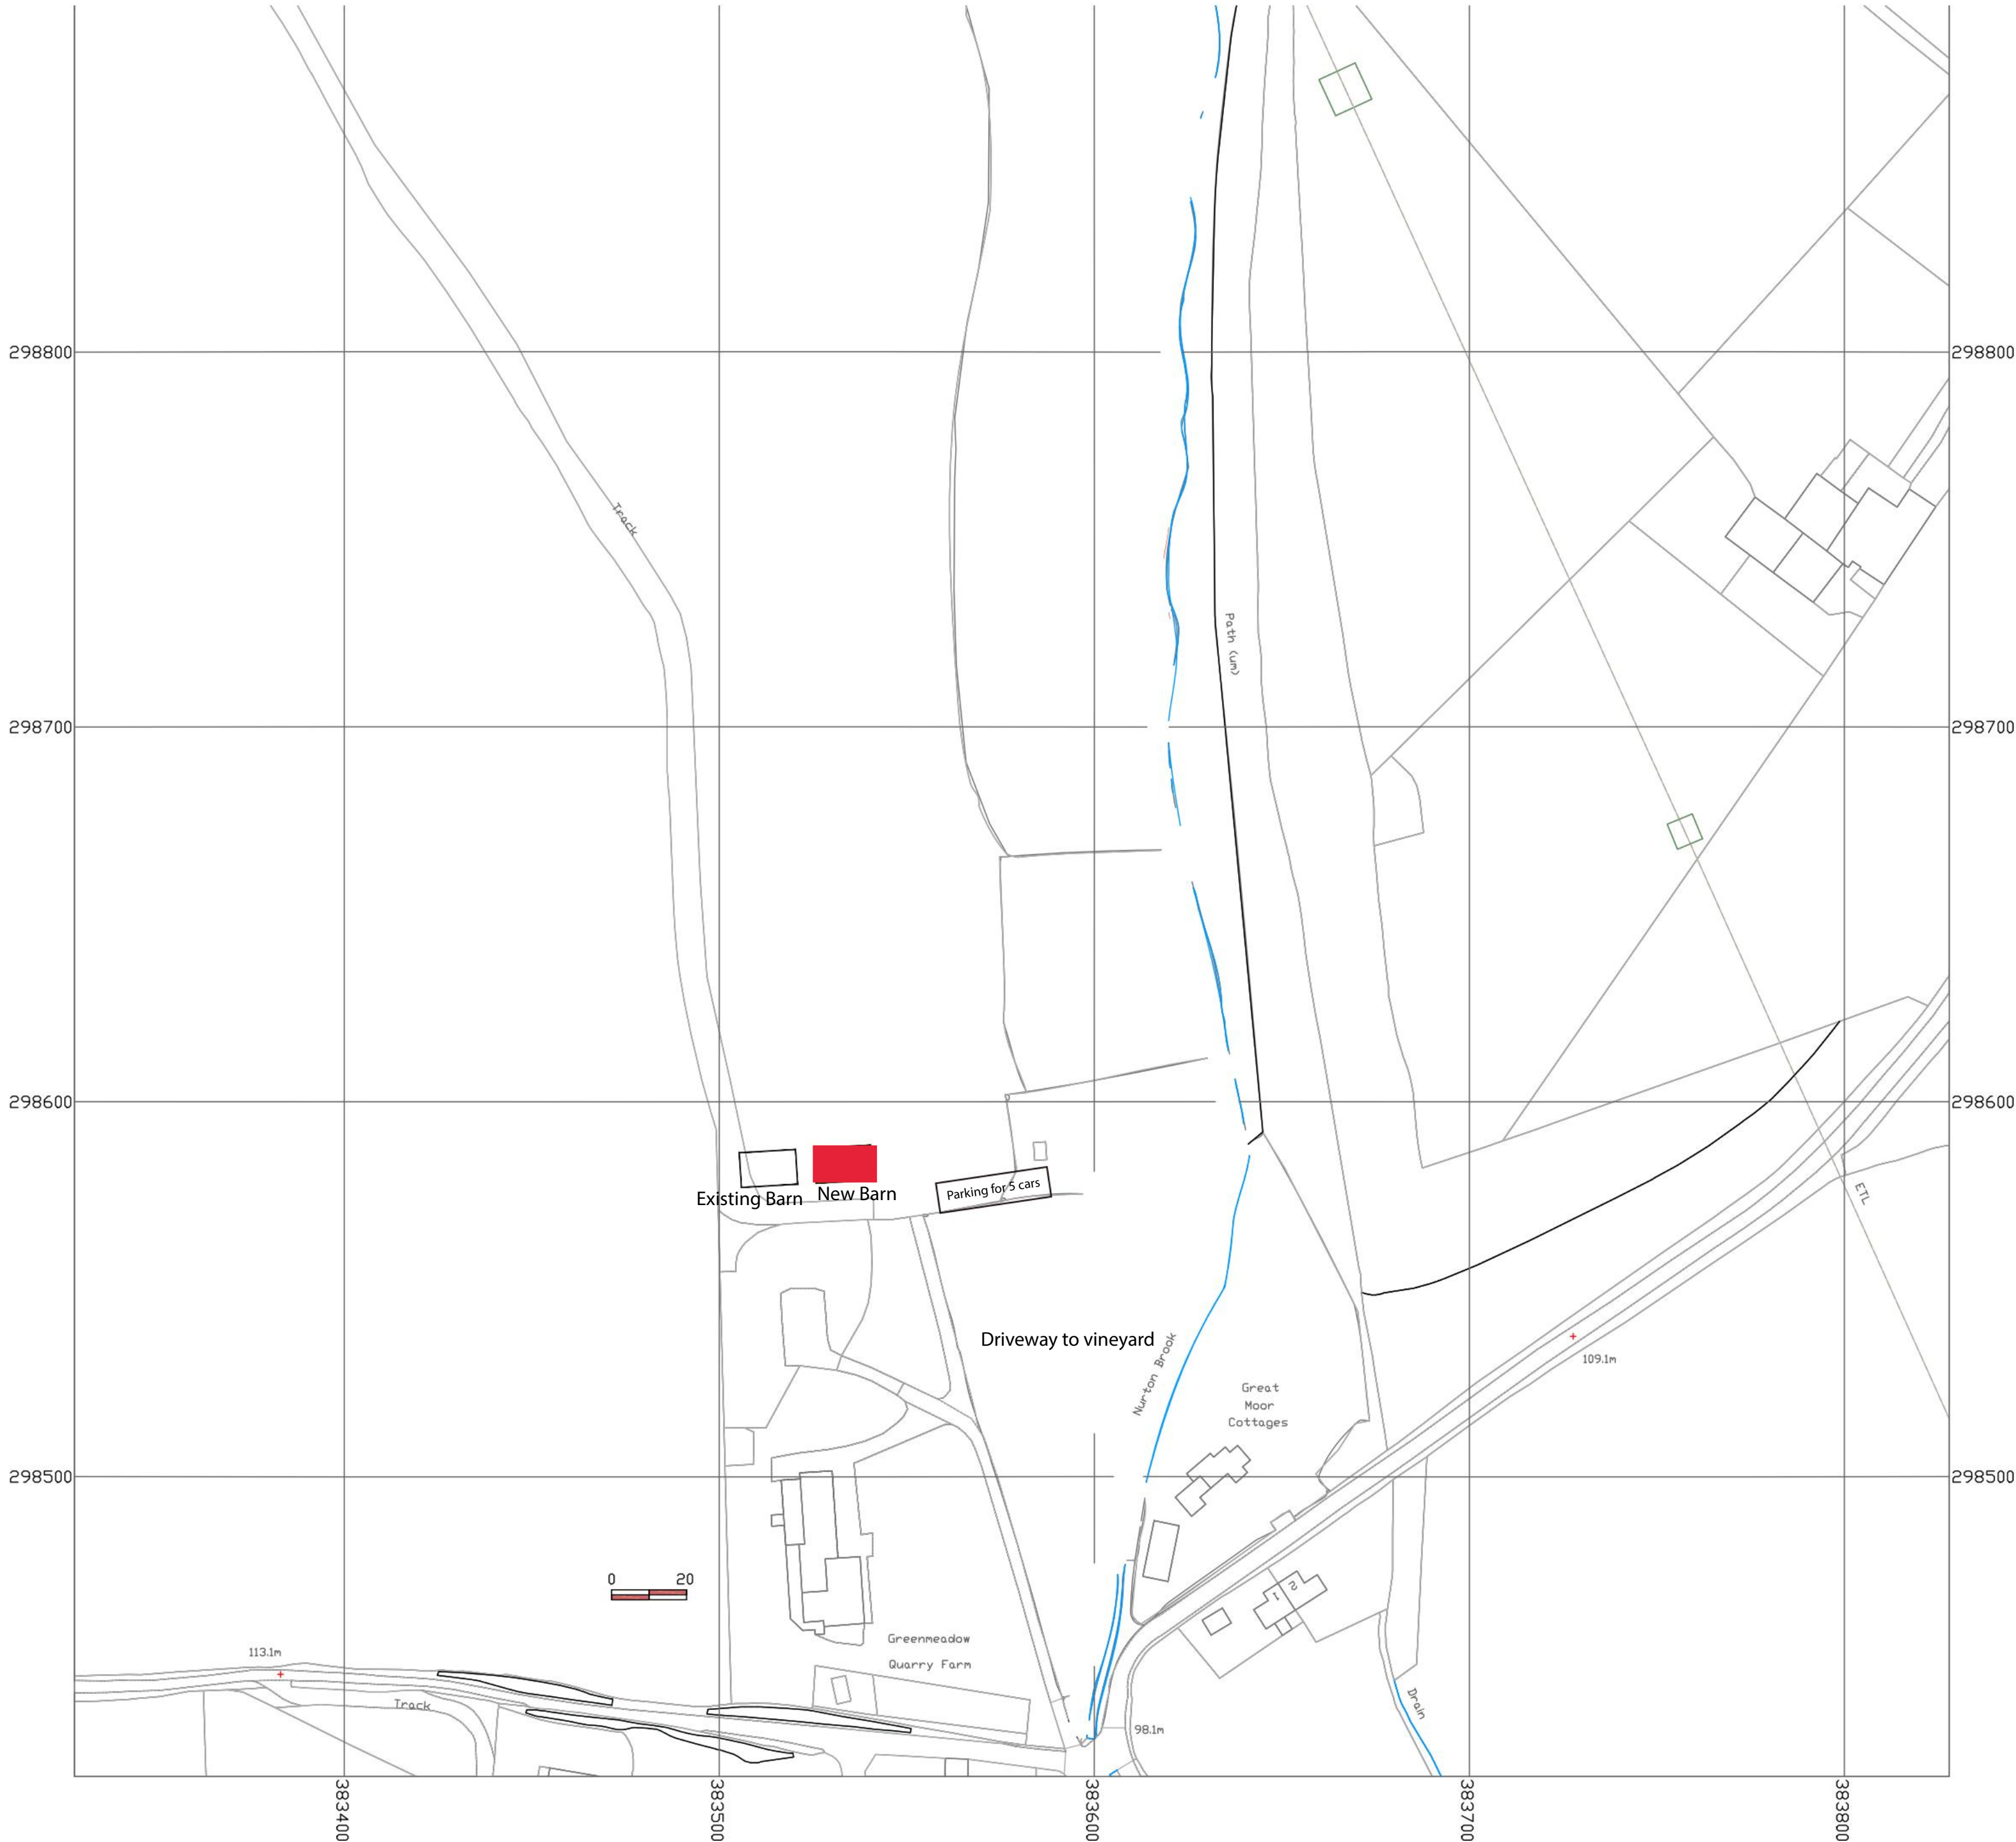 298800
298800
Track
Path (um)
298700
298700
298600
298600
Existing Barn
New Barn
Parking for 5 cars
ETL
Driveway to vineyard
Nurton Brook
109.1m
Great
Moor
Cottages
298500
298500
0 20
1
2
Greenmeadow
Quarry Farm
113.1m
Track
Drain
98.1m
383400
383500
383600
383700
383800